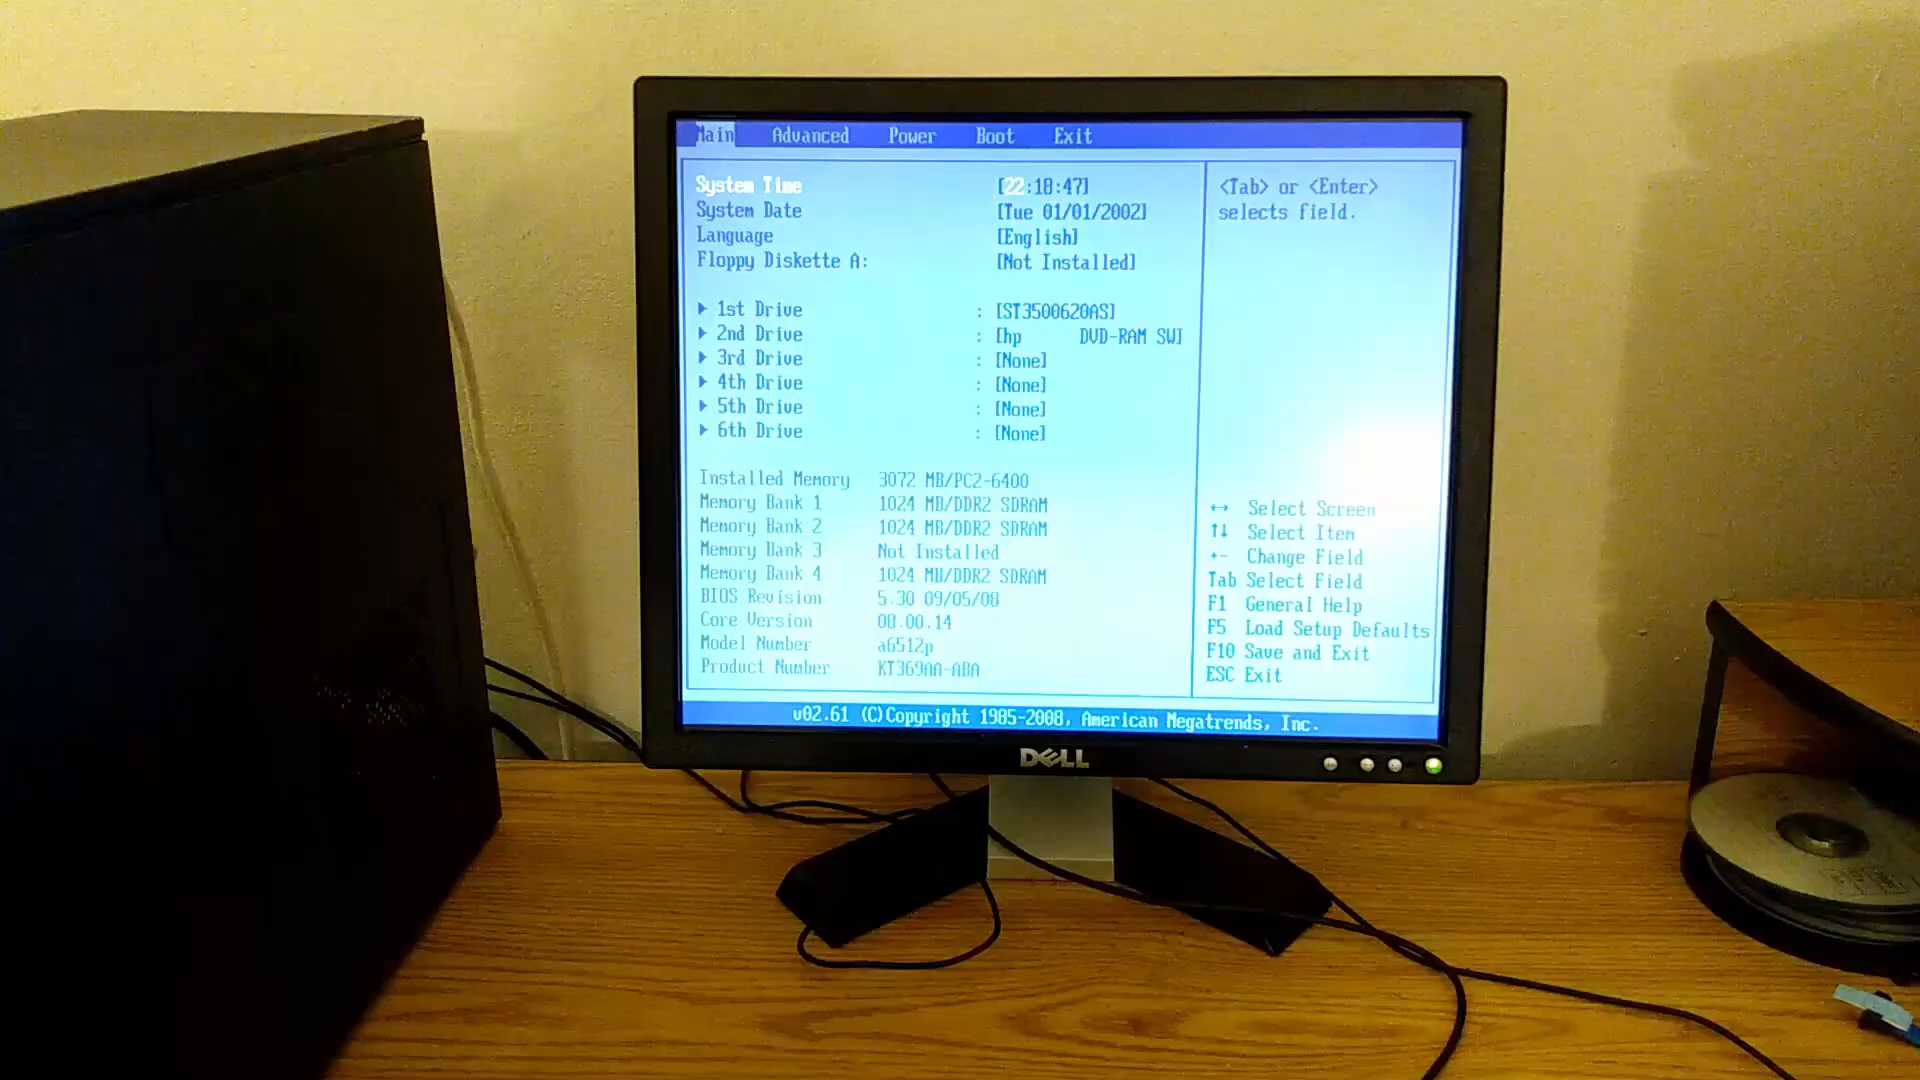 Main Advanced Power Boot Exit
System Time [22:18:47]
System Date [Tue 01/01/2002]
Language [English]
Floppy Diskette A: [Not Installed]
1st Drive : [ST3500620AS]
2nd Drive : [hp DVD-RAM SW]
3rd Drive : [None]
4th Drive : [None]
5th Drive : [None]
6th Drive : [None]
Installed Memory 3072 MB/PC2-6400
Memory Bank 1 1024 MB/DDR2 SDRAM
Memory Bank 2 1024 MB/DDR2 SDRAM
Memory Bank 3 Not Installed
Memory Bank 4 1024 MB/DDR2 SDRAM
BIOS Revision 5.30 09/05/08
Core Version 08.00.14
Model Number a6512p
Product Number KT369AA-ABA
<Tab> or <Enter>
selects field.
↔ Select Screen
↑↓ Select Item
+- Change Field
Tab Select Field
F1 General Help
F5 Load Setup Defaults
F10 Save and Exit
ESC Exit
v02.61 (C)Copyright 1985-2008, American Megatrends, Inc.
DELL